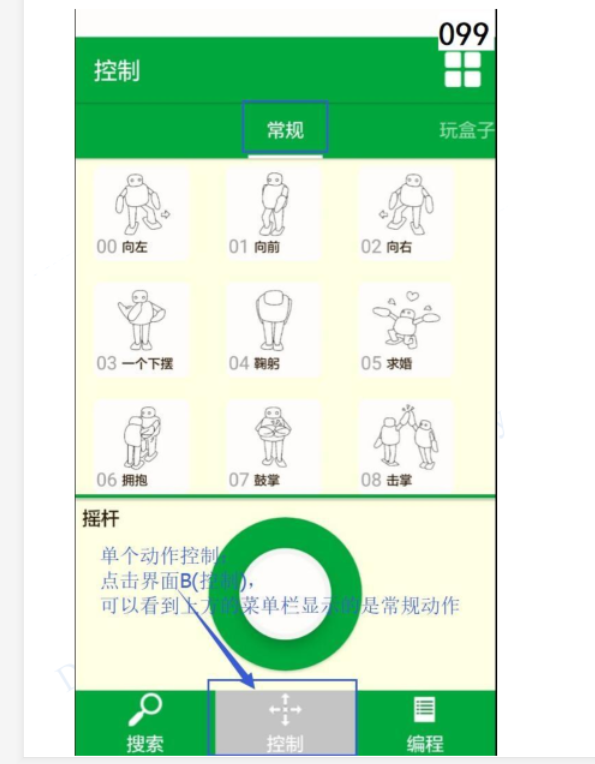 099
控制
常规
玩盒子
00 向左
01 向前
02 向右
03 一个下摆
04 鞠躬
05 求婚
06 拥抱
07 鼓掌
08 击掌
摇杆
单个动作控制;
点击界面B(控制),
可以看到上方的菜单栏显示的是常规动作
搜索
控制
编程